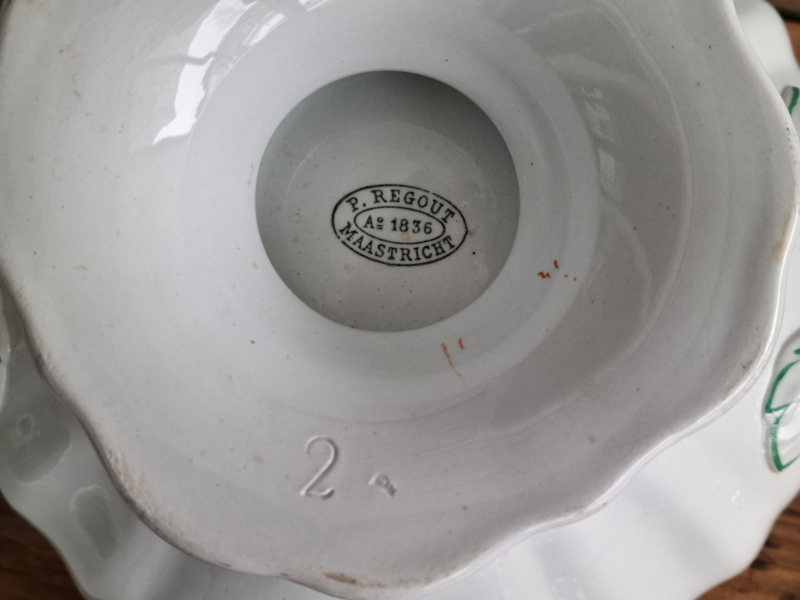 P. REGOUT
Aº 1836
MAASTRICHT
2